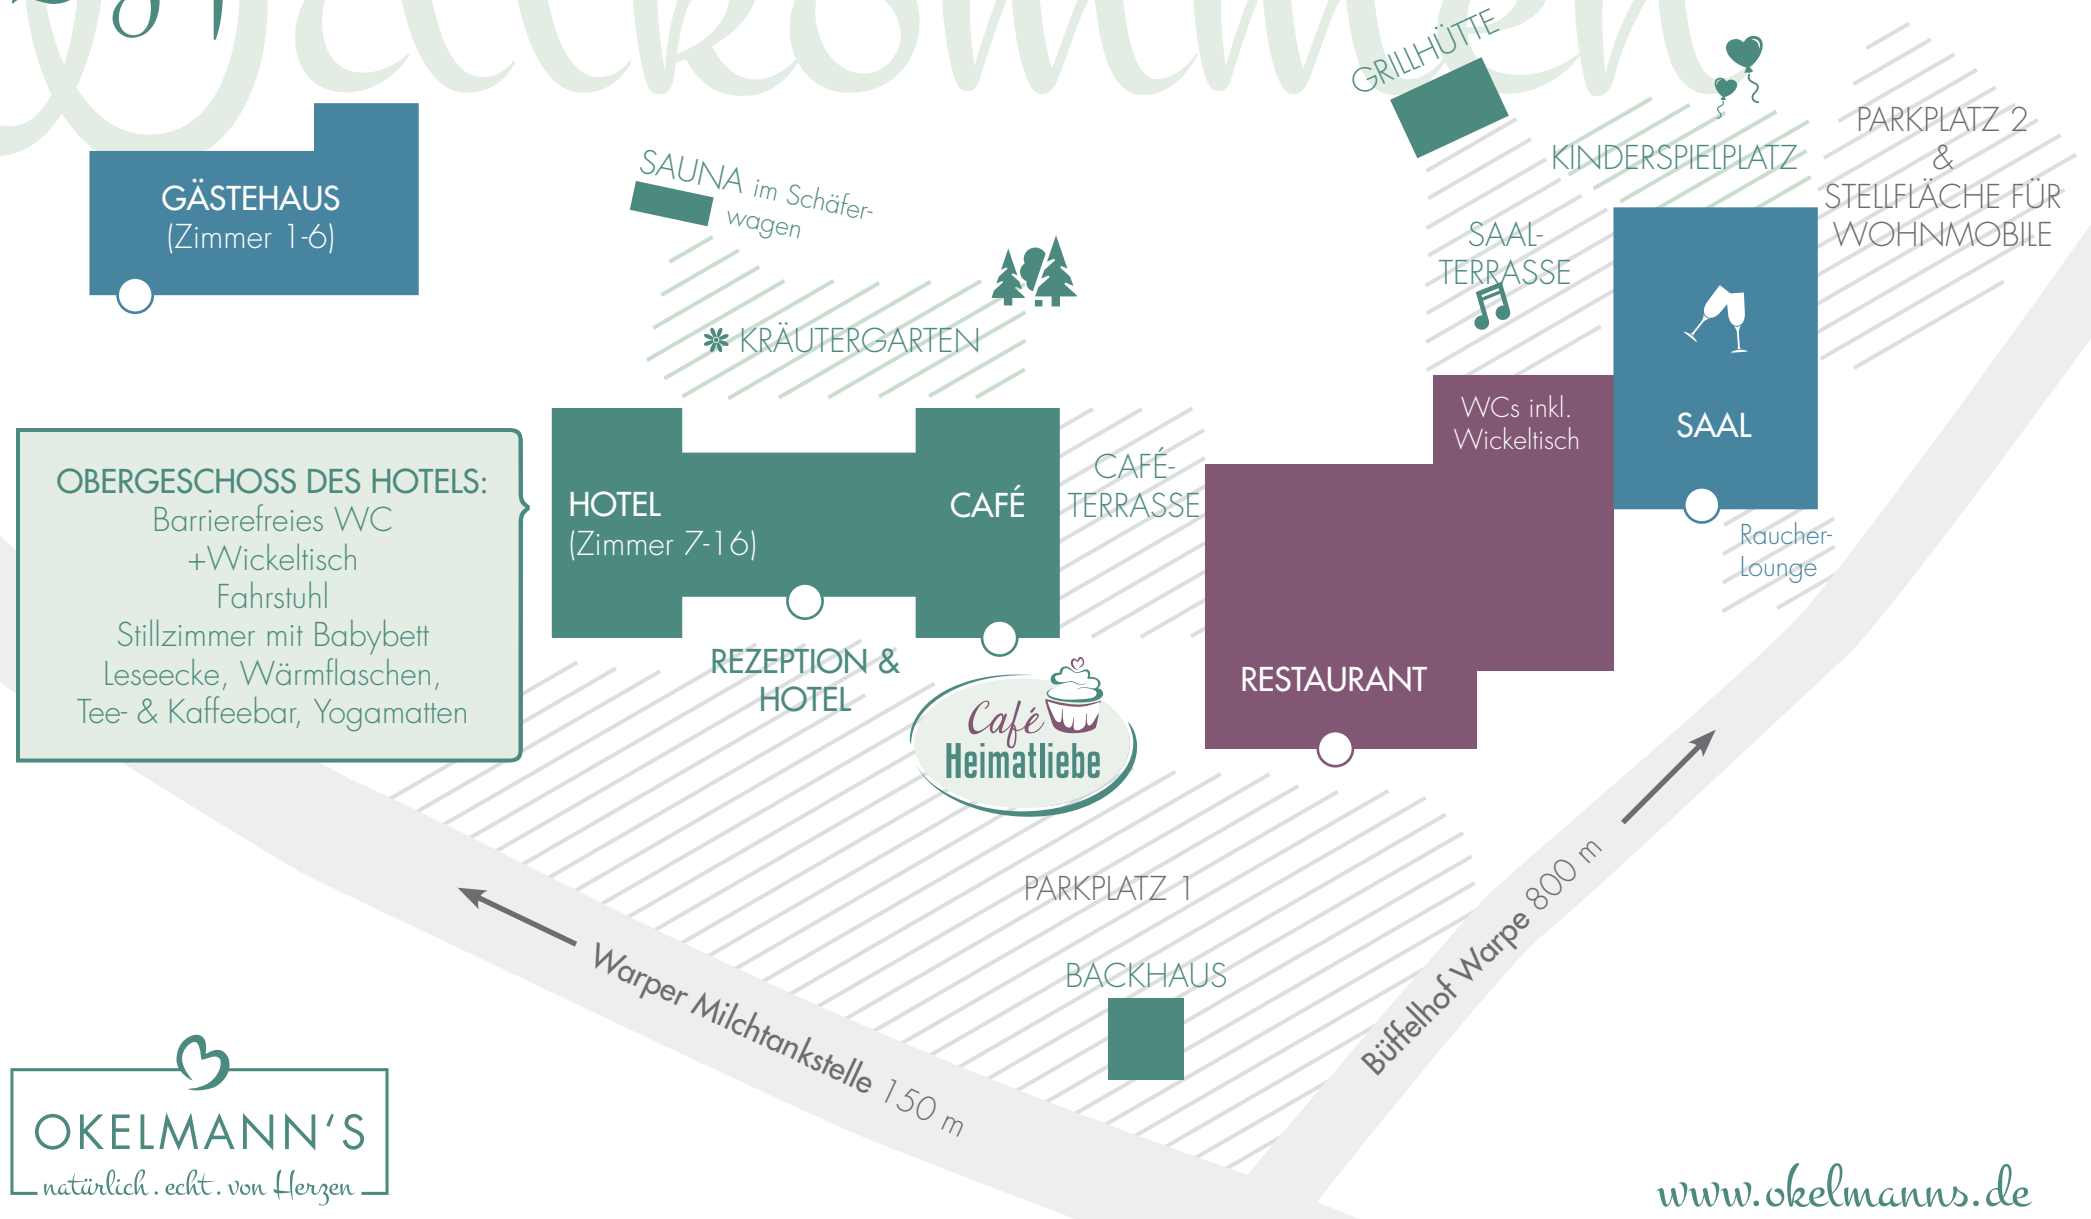 Willkommen
GRILLHÜTTE
PARKPLATZ 2
&
STELLFLÄCHE FÜR
WOHNMOBILE
KINDERSPIELPLATZ
GÄSTEHAUS
(Zimmer 1-6)
SAUNA im Schäfer-
wagen
SAAL-
TERRASSE
KRÄUTERGARTEN
WCs inkl.
Wickeltisch
SAAL
OBERGESCHOSS DES HOTELS:
Barrierefreies WC
+Wickeltisch
Fahrstuhl
Stillzimmer mit Babybett
Leseecke, Wärmflaschen,
Tee- & Kaffeebar, Yogamatten
HOTEL
(Zimmer 7-16)
CAFÉ
CAFÉ-
TERRASSE
Raucher-
Lounge
REZEPTION &
HOTEL
Café
Heimatliebe
RESTAURANT
PARKPLATZ 1
BACKHAUS
Warper Milchtankstelle 150 m
Büffelhof Warpe 800 m
OKELMANN'S
natürlich . echt . von Herzen
www.okelmanns.de